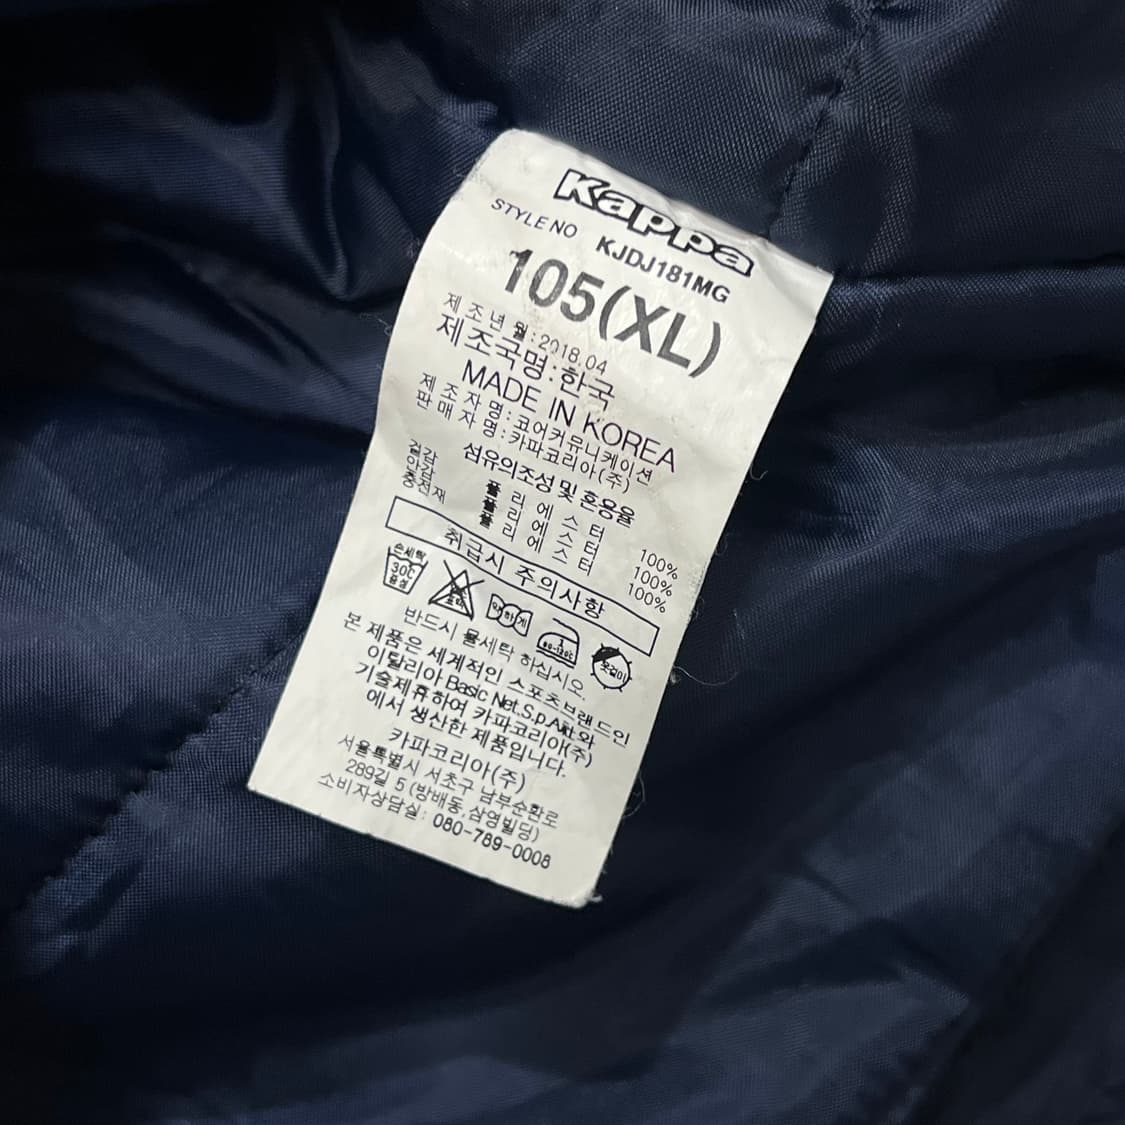 Kappa
STYLE NO KJDJ181MG
105(XL)
제조년월:2018.04
제조국명:한국
MADE IN KOREA
제조자명:코어커뮤니케이션
판매자명:카파코리아(주)
섬유의조성 및 혼용율
겉감 폴리에스터 100%
안감 폴리에스터 100%
충전재 폴리에스터 100%
취급시 주의사항
손세탁 30C 중성
약하게
80-120C
옷걸이
반드시 물세탁 하십시오.
본 제품은 세계적인 스포츠브랜드인
이탈리아 Basic Net.S.p.A社와
기술제휴하여 카파코리아(주)
에서 생산한 제품입니다.
카파코리아(주)
서울특별시 서초구 남부순환로
289길 5 (방배동,삼영빌딩)
소비자상담실: 080-789-0008